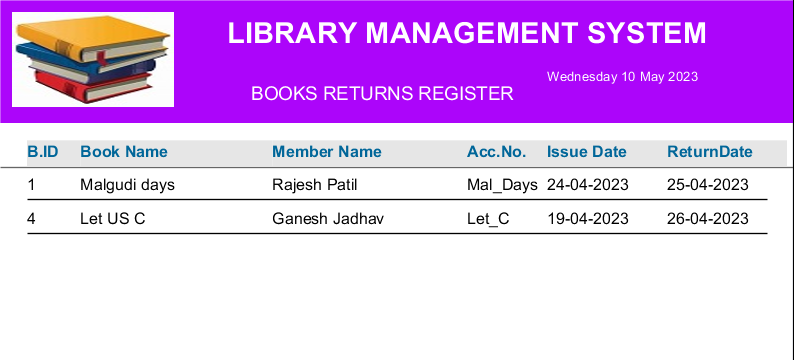 LIBRARY MANAGEMENT SYSTEM
Wednesday 10 May 2023
BOOKS RETURNS REGISTER
B.ID Book Name Member Name Acc.No. Issue Date ReturnDate
1 Malgudi days Rajesh Patil Mal_Days 24-04-2023 25-04-2023
4 Let US C Ganesh Jadhav Let_C 19-04-2023 26-04-2023